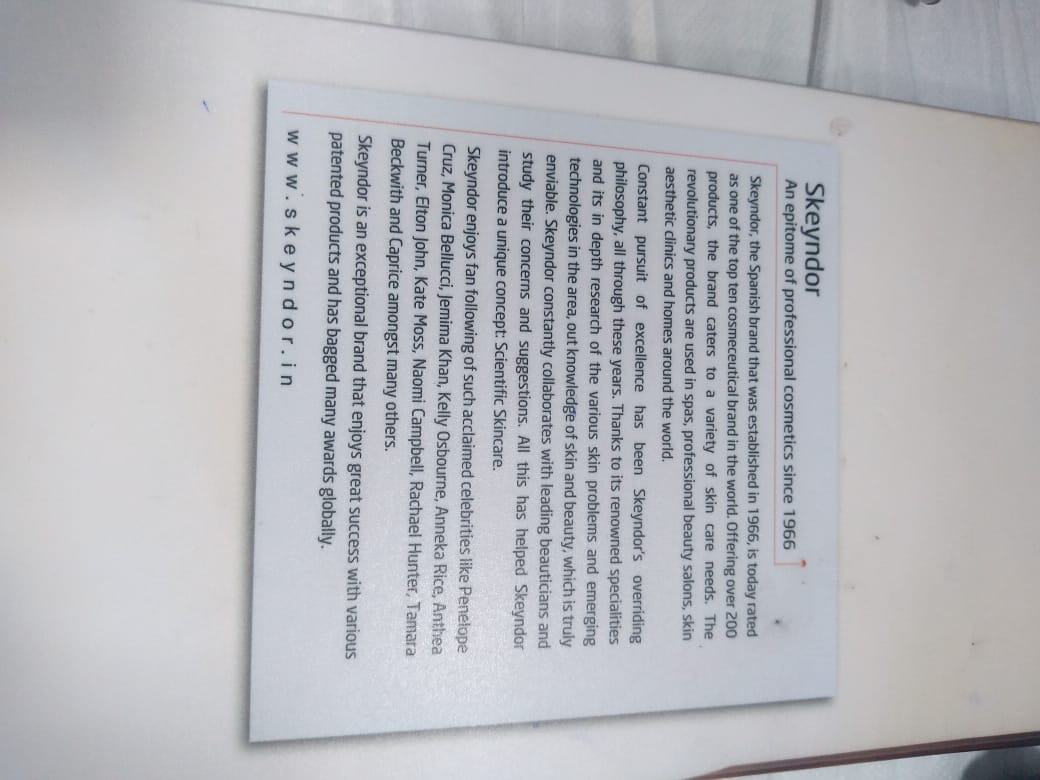 Skeyndor
An epitome of professional cosmetics since 1966
Skeyndor, the Spanish brand that was established in 1966, is today rated
as one of the top ten cosmeceutical brand in the world. Offering over 200
products, the brand caters to a variety of skin care needs. The
revolutionary products are used in spas, professional beauty salons, skin
aesthetic clinics and homes around the world.
Constant pursuit of excellence has been Skeyndor's overriding
philosophy, all through these years. Thanks to its renowned specialities
and its in depth research of the various skin problems and emerging
technologies in the area, out knowledge of skin and beauty, which is truly
enviable. Skeyndor constantly collaborates with leading beauticians and
study their concerns and suggestions. All this has helped Skeyndor
introduce a unique concept: Scientific Skincare.
Skeyndor enjoys fan following of such acclaimed celebrities like Penelope
Cruz, Monica Bellucci, Jemima Khan, Kelly Osbourne, Anneka Rice, Anthea
Turner, Elton John, Kate Moss, Naomi Campbell, Rachael Hunter, Tamara
Beckwith and Caprice amongst many others.
Skeyndor is an exceptional brand that enjoys great success with various
patented products and has bagged many awards globally.
www.skeyndor.in